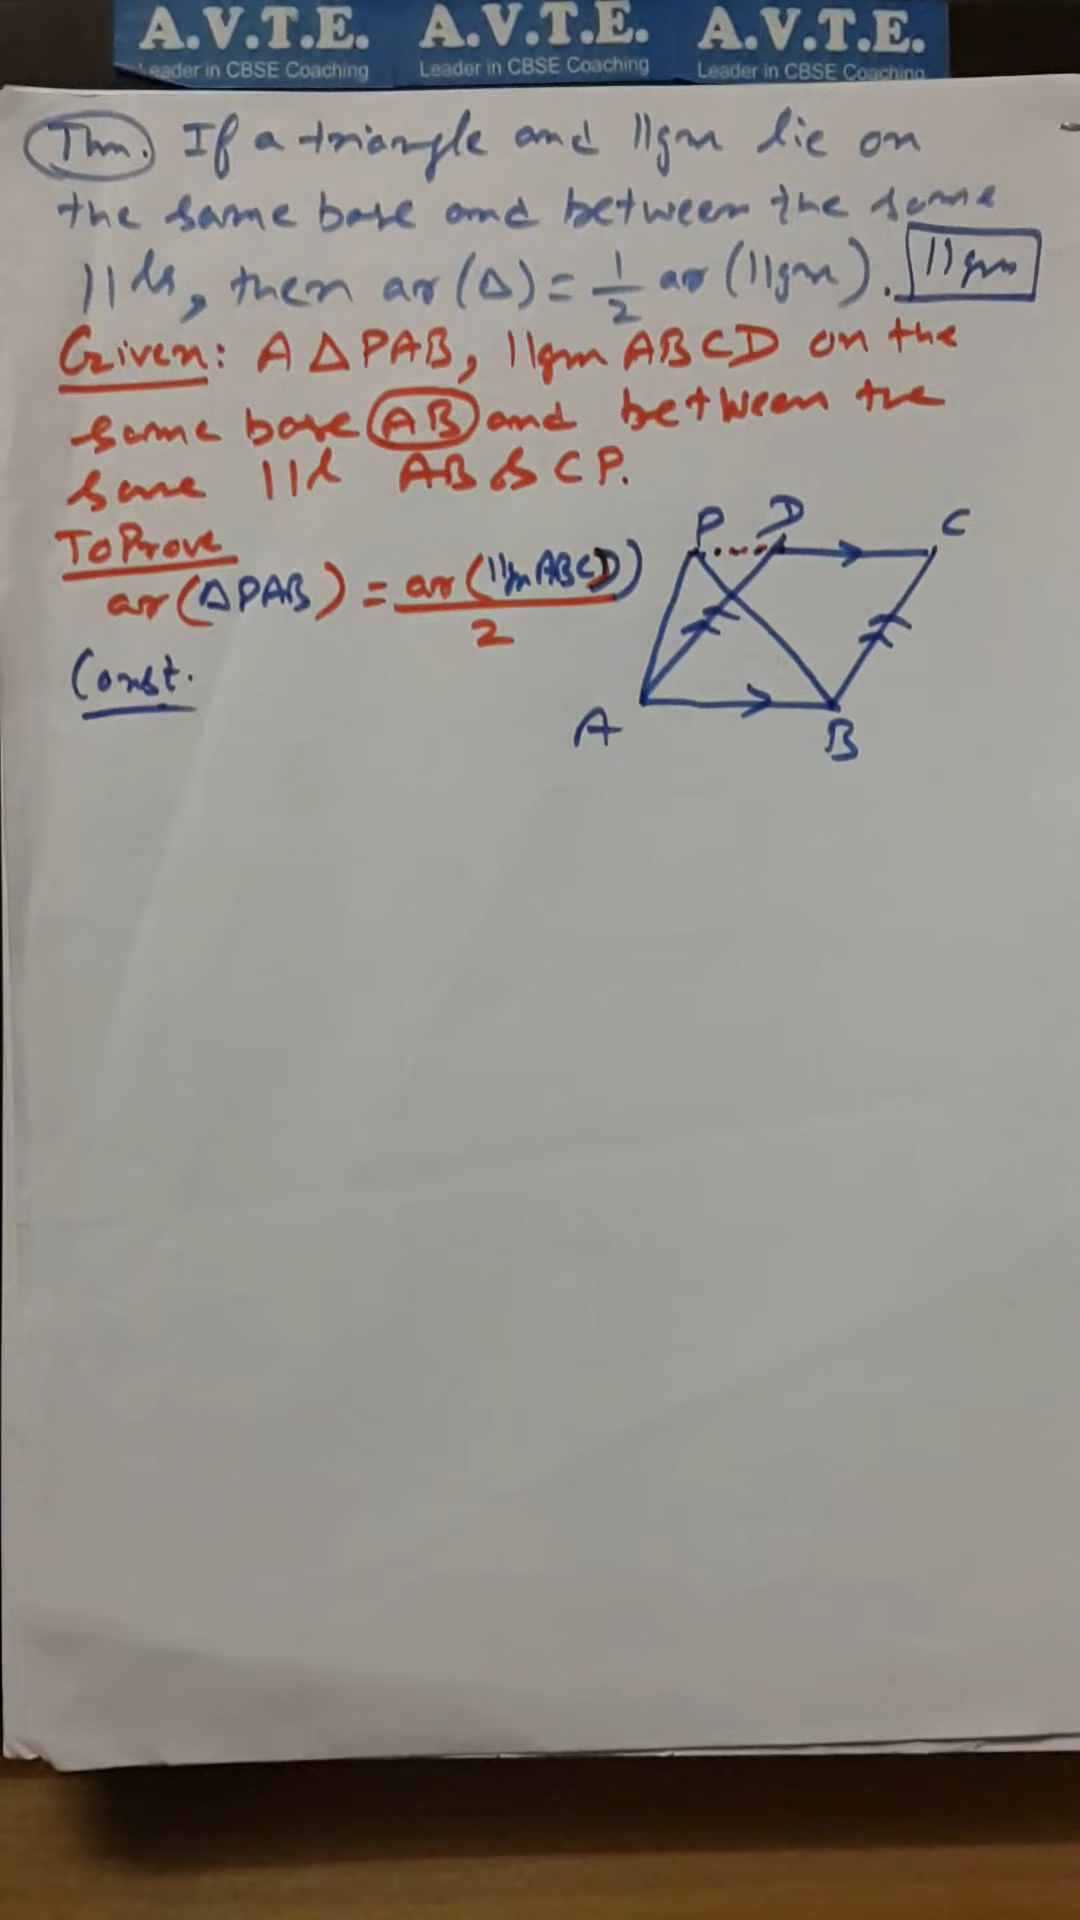 A.V.T.E. A.V.T.E. A.V.T.E.
Leader in CBSE Coaching Leader in CBSE Coaching Leader in CBSE Coaching
Thm. If a triangle and ||gm lie on
the same base and between the same
||ls, then ar(Δ) = 1/2 ar(||gm). ||gm
Given: A Δ PAB, ||gm ABCD on the
same base AB and between the
same ||l AB & CP.
To Prove
ar(ΔPAB) = ar(||m ABCD)/2
Const.
P D C
A B